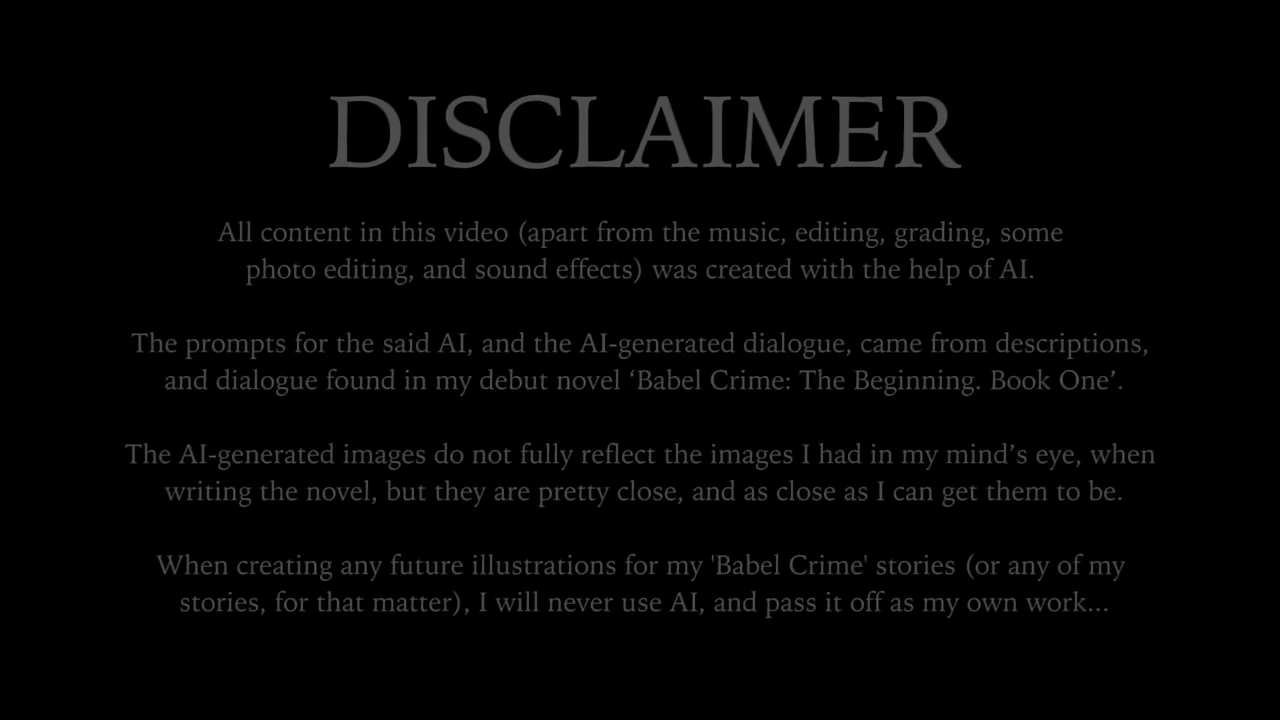 DISCLAIMER
All content in this video (apart from the music, editing, grading, some
photo editing, and sound effects) was created with the help of AI.
The prompts for the said AI, and the AI-generated dialogue, came from descriptions,
and dialogue found in my debut novel ‘Babel Crime: The Beginning. Book One’.
The AI-generated images do not fully reflect the images I had in my mind’s eye, when
writing the novel, but they are pretty close, and as close as I can get them to be.
When creating any future illustrations for my 'Babel Crime' stories (or any of my
stories, for that matter), I will never use AI, and pass it off as my own work...